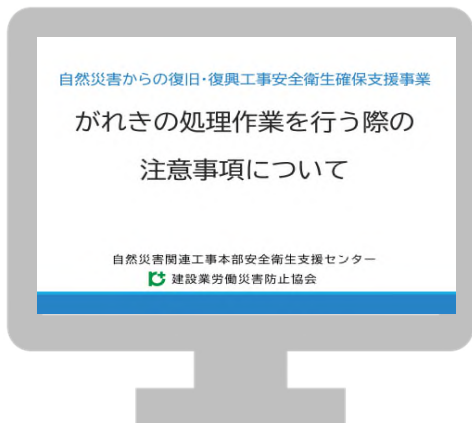 自然災害からの復旧・復興工事安全衛生確保支援事業
がれきの処理作業を行う際の
注意事項について
自然災害関連工事本部安全衛生支援センター
建設業労働災害防止協会